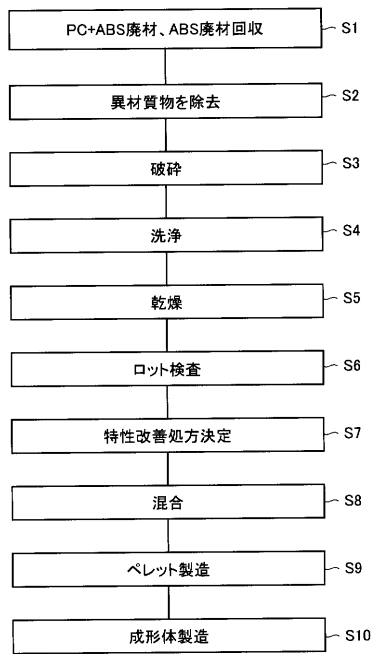 PC+ABS廃材、ABS廃材回収 S1
異材質物を除去 S2
破砕 S3
洗浄 S4
乾燥 S5
ロット検査 S6
特性改善処方決定 S7
混合 S8
ペレット製造 S9
成形体製造 S10